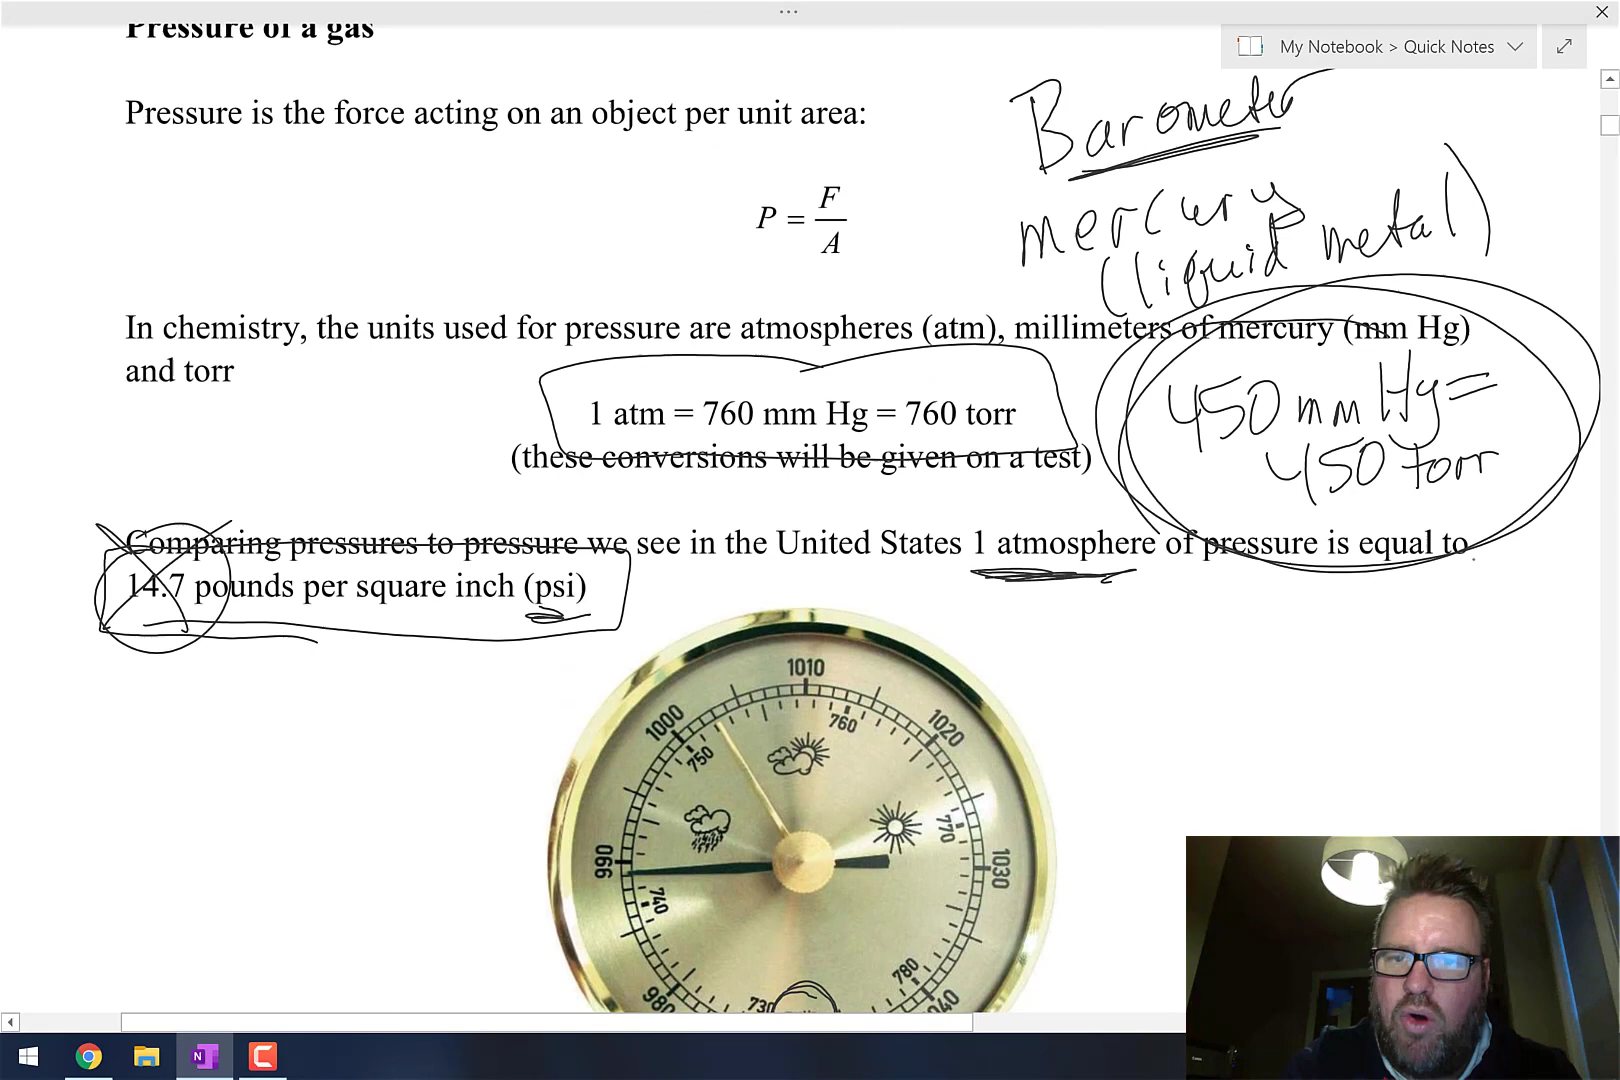 Pressure of a gas
My Notebook > Quick Notes
Barometer
Pressure is the force acting on an object per unit area:
P = F
A
mercury
(liquid metal)
In chemistry, the units used for pressure are atmospheres (atm), millimeters of mercury (mm Hg)
and torr
1 atm = 760 mm Hg = 760 torr
450 mm Hg =
450 torr
(these conversions will be given on a test)
Comparing pressures to pressure we see in the United States 1 atmosphere of pressure is equal to
14.7 pounds per square inch (psi)
1010
1000
1020
760
750
770
990
1030
740
780
980
730
N